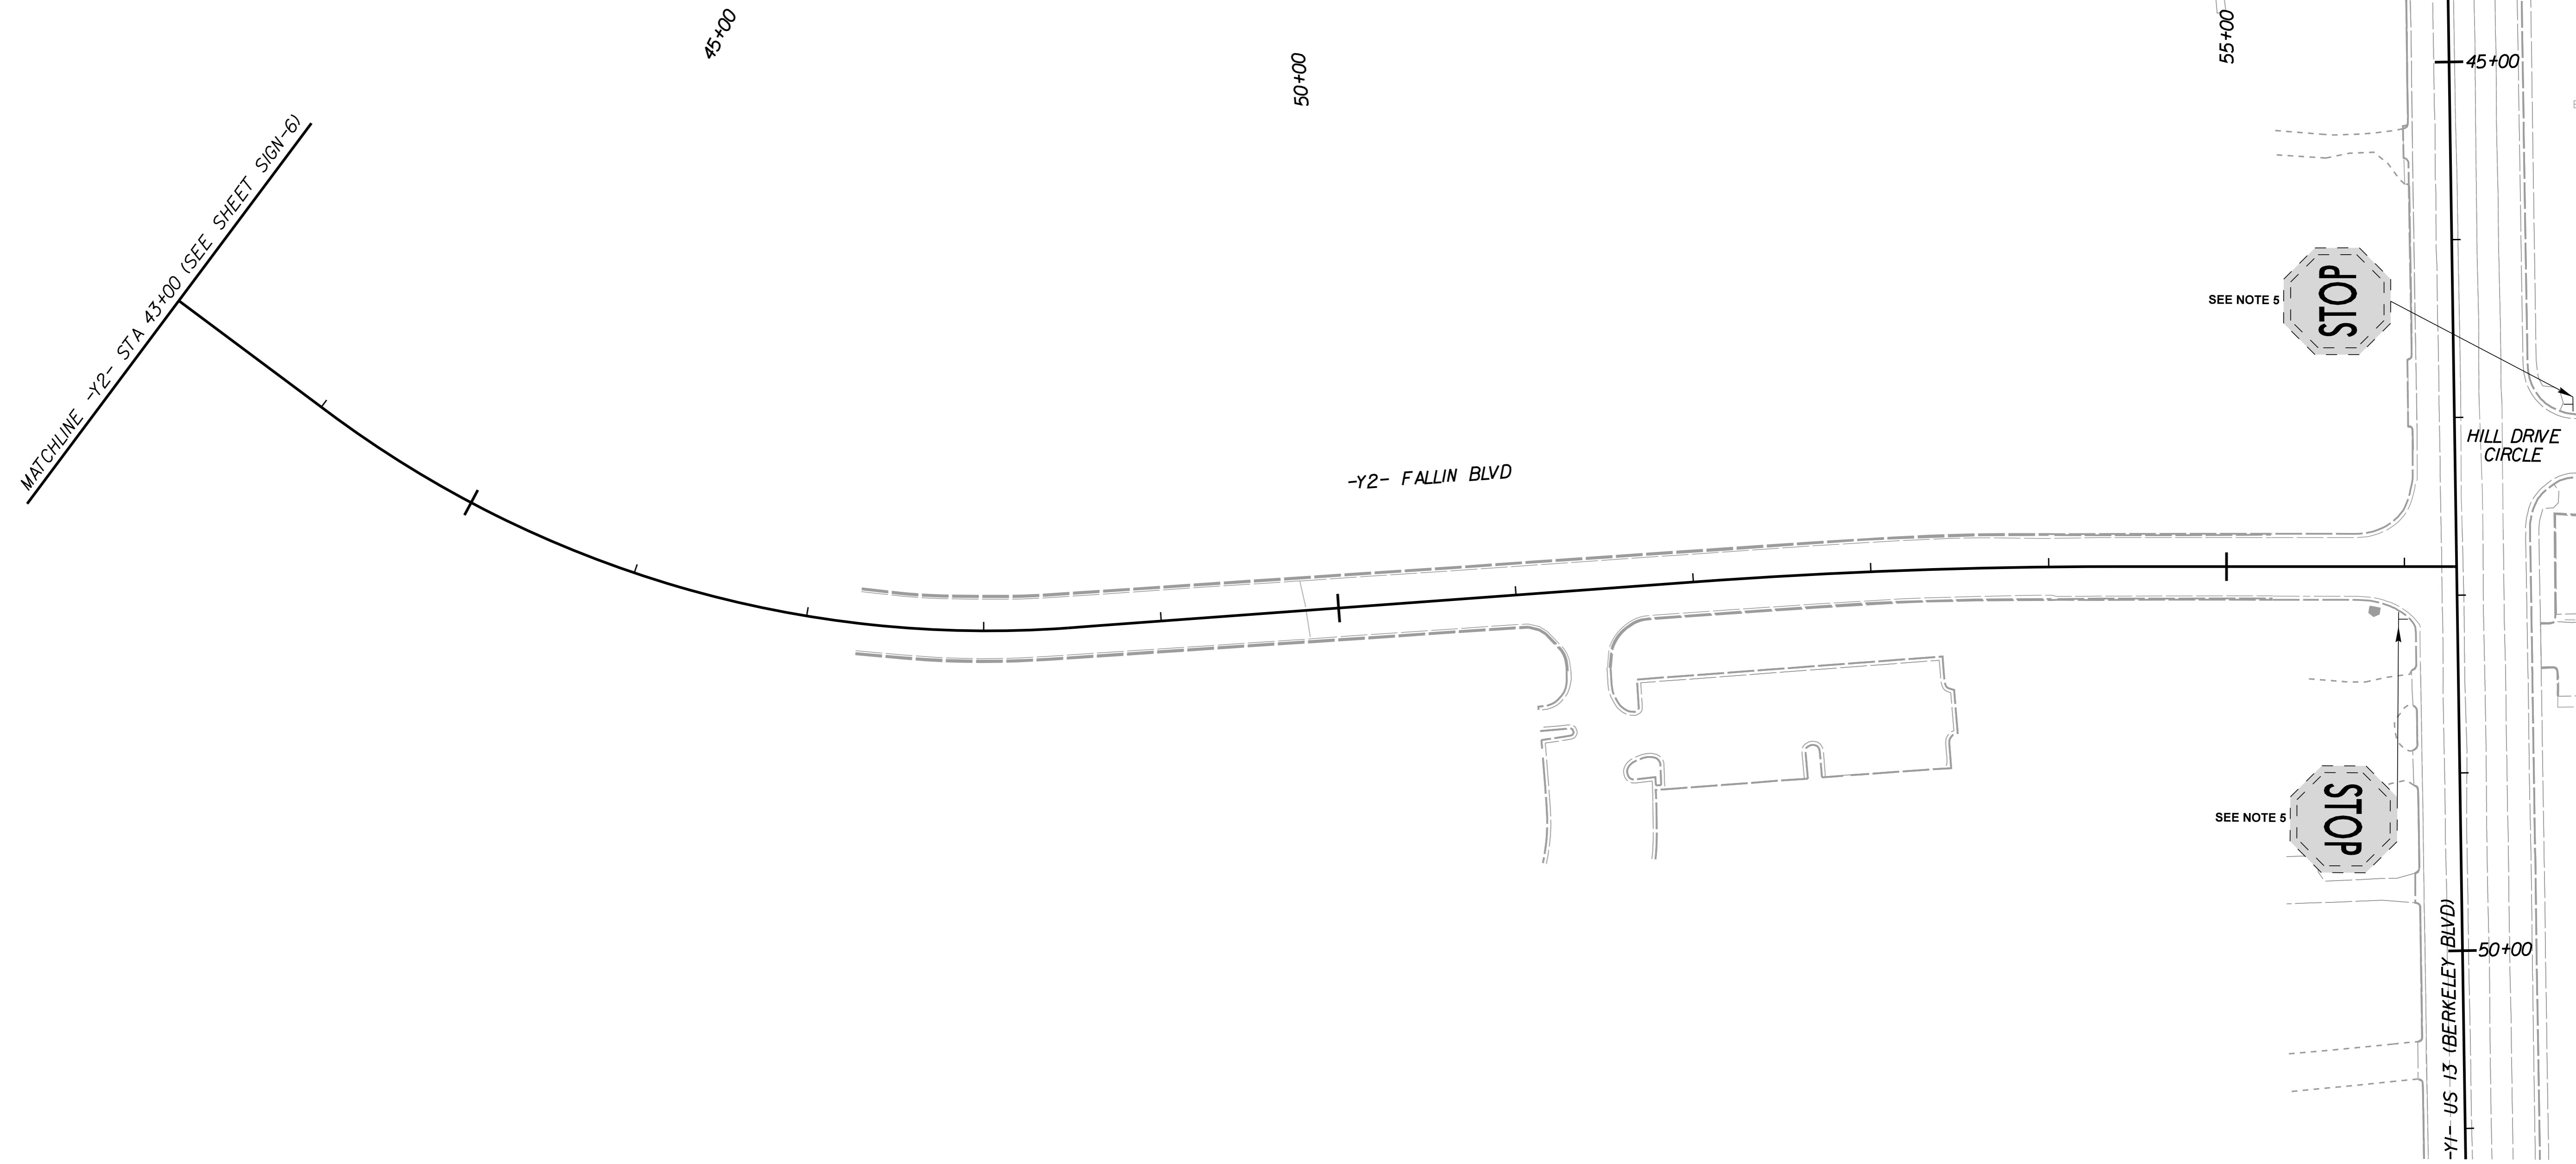 45+00
50+00
55+00
45+00
MATCHLINE -Y2- STA 43+00 (SEE SHEET SIGN-6)
SEE NOTE 5
STOP
HILL DRIVE
CIRCLE
-Y2- FALLIN BLVD
SEE NOTE 5
STOP
50+00
-Y1- US 13 (BERKELEY BLVD)